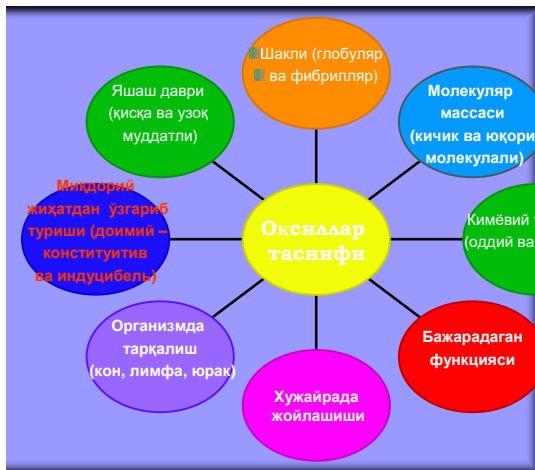 Шакли (глобуляр
ва фибрилляр)
Яшаш даври
(қисқа ва узоқ
муддатли)
Молекуляр
массаси
(кичик ва юқори
молекулали)
Миқдорий
жиҳатдан ўзгариб
туриши (доимий –
конститутив
ва индуцибель)
Оқсиллар
таснифи
Кимёвий
(оддий ва
Организмда
тарқалиш
(кон, лимфа, юрак)
Бажарадаган
функцияси
Хужайрада
жойлашиши